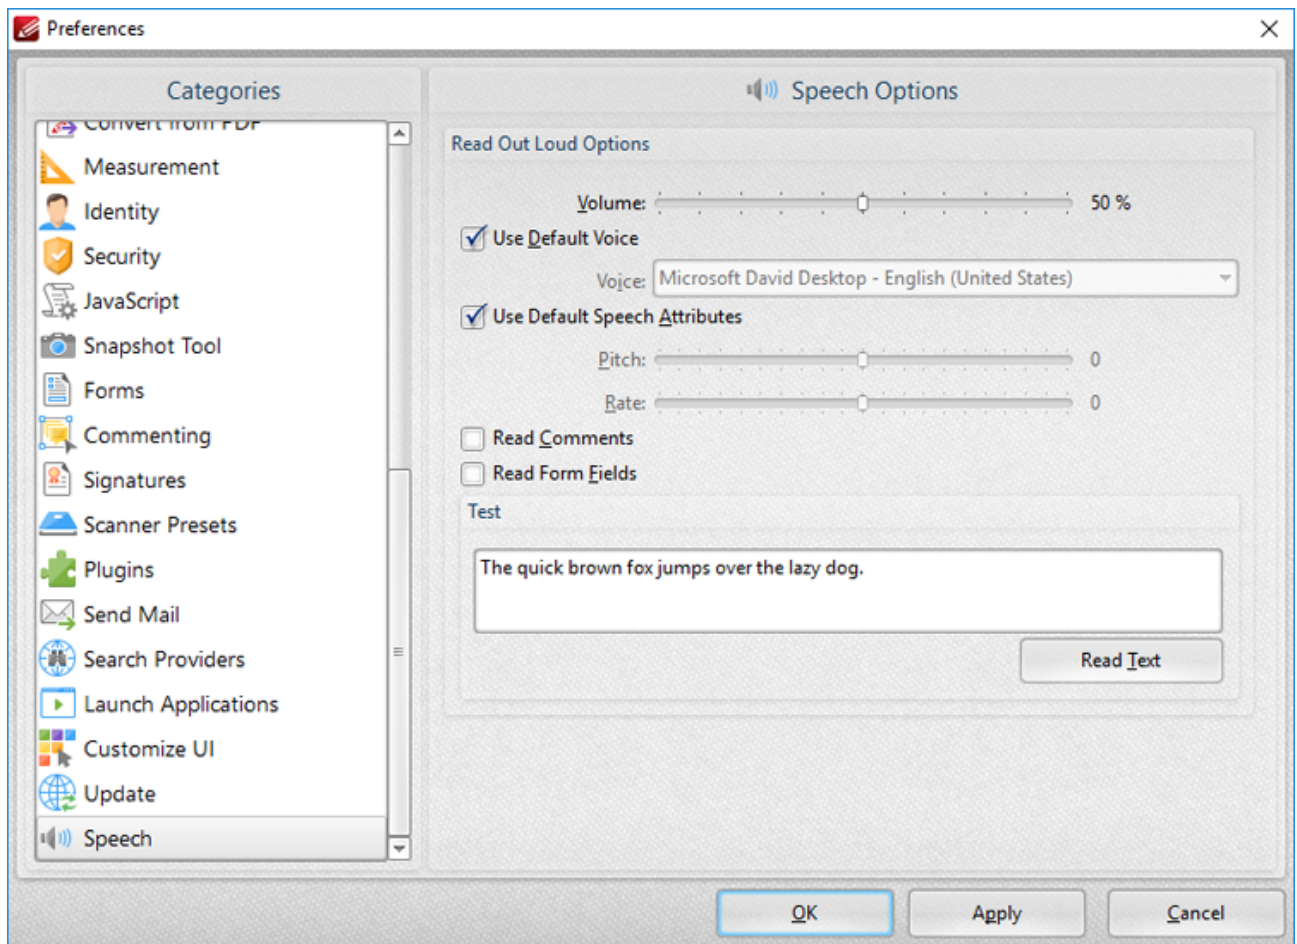 Preferences
Categories
Convert from PDF
Measurement
Identity
Security
JavaScript
Snapshot Tool
Forms
Commenting
Signatures
Scanner Presets
Plugins
Send Mail
Search Providers
Launch Applications
Customize UI
Update
Speech
Speech Options
Read Out Loud Options
Volume: 50 %
Use Default Voice
Voice: Microsoft David Desktop - English (United States)
Use Default Speech Attributes
Pitch: 0
Rate: 0
Read Comments
Read Form Fields
Test
The quick brown fox jumps over the lazy dog.
Read Text
OK Apply Cancel